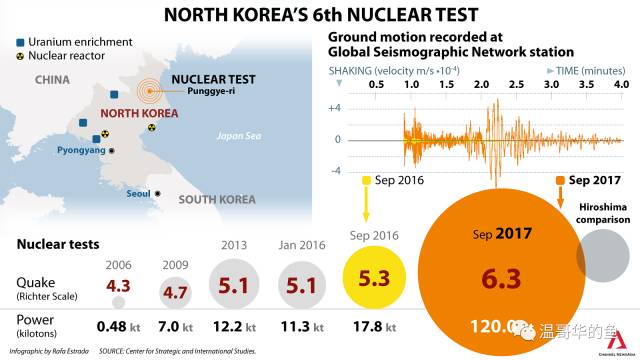 NORTH KOREA'S 6th NUCLEAR TEST
Uranium enrichment
Nuclear reactor
CHINA
NUCLEAR TEST
Punggye-ri
NORTH KOREA
Japan Sea
Pyongyang
Seoul
SOUTH KOREA
Ground motion recorded at
Global Seismographic Network station
SHAKING (velocity m/s •10-4)
TIME (minutes)
0.5 1.0 1.5 2.0 2.5 3.0 3.5 4.0
+4
0
-4
Sep 2016
Sep 2017
Hiroshima
comparison
Nuclear tests
2006 2009 2013 Jan 2016 Sep 2016 Sep 2017
Quake
(Richter Scale)
4.3 4.7 5.1 5.1 5.3 6.3
Power
(kilotons)
0.48 kt 7.0 kt 12.2 kt 11.3 kt 17.8 kt 120.0
温哥华的鱼
Infographic by Rafa Estrada
SOURCE: Center for Strategic and International Studies.
CHANNEL NEWSASIA